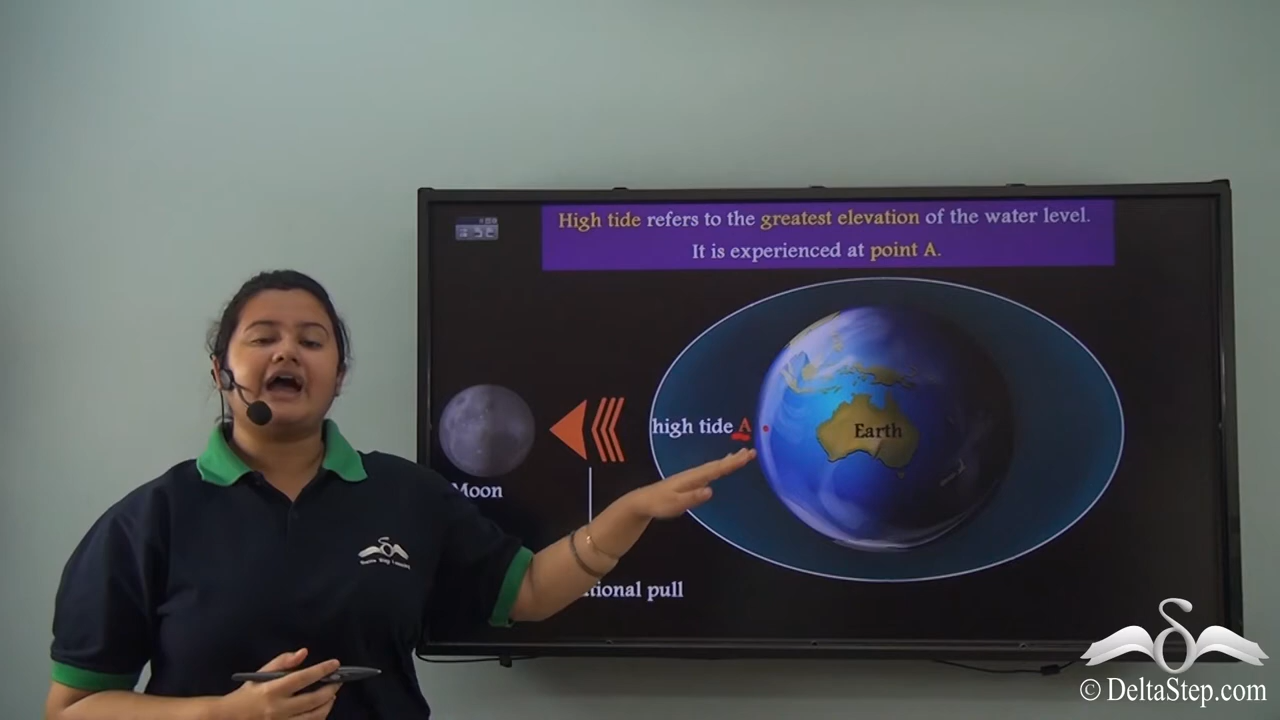 High tide refers to the greatest elevation of the water level.
It is experienced at point A.
high tide A
Earth
Moon
tional pull
© DeltaStep.com